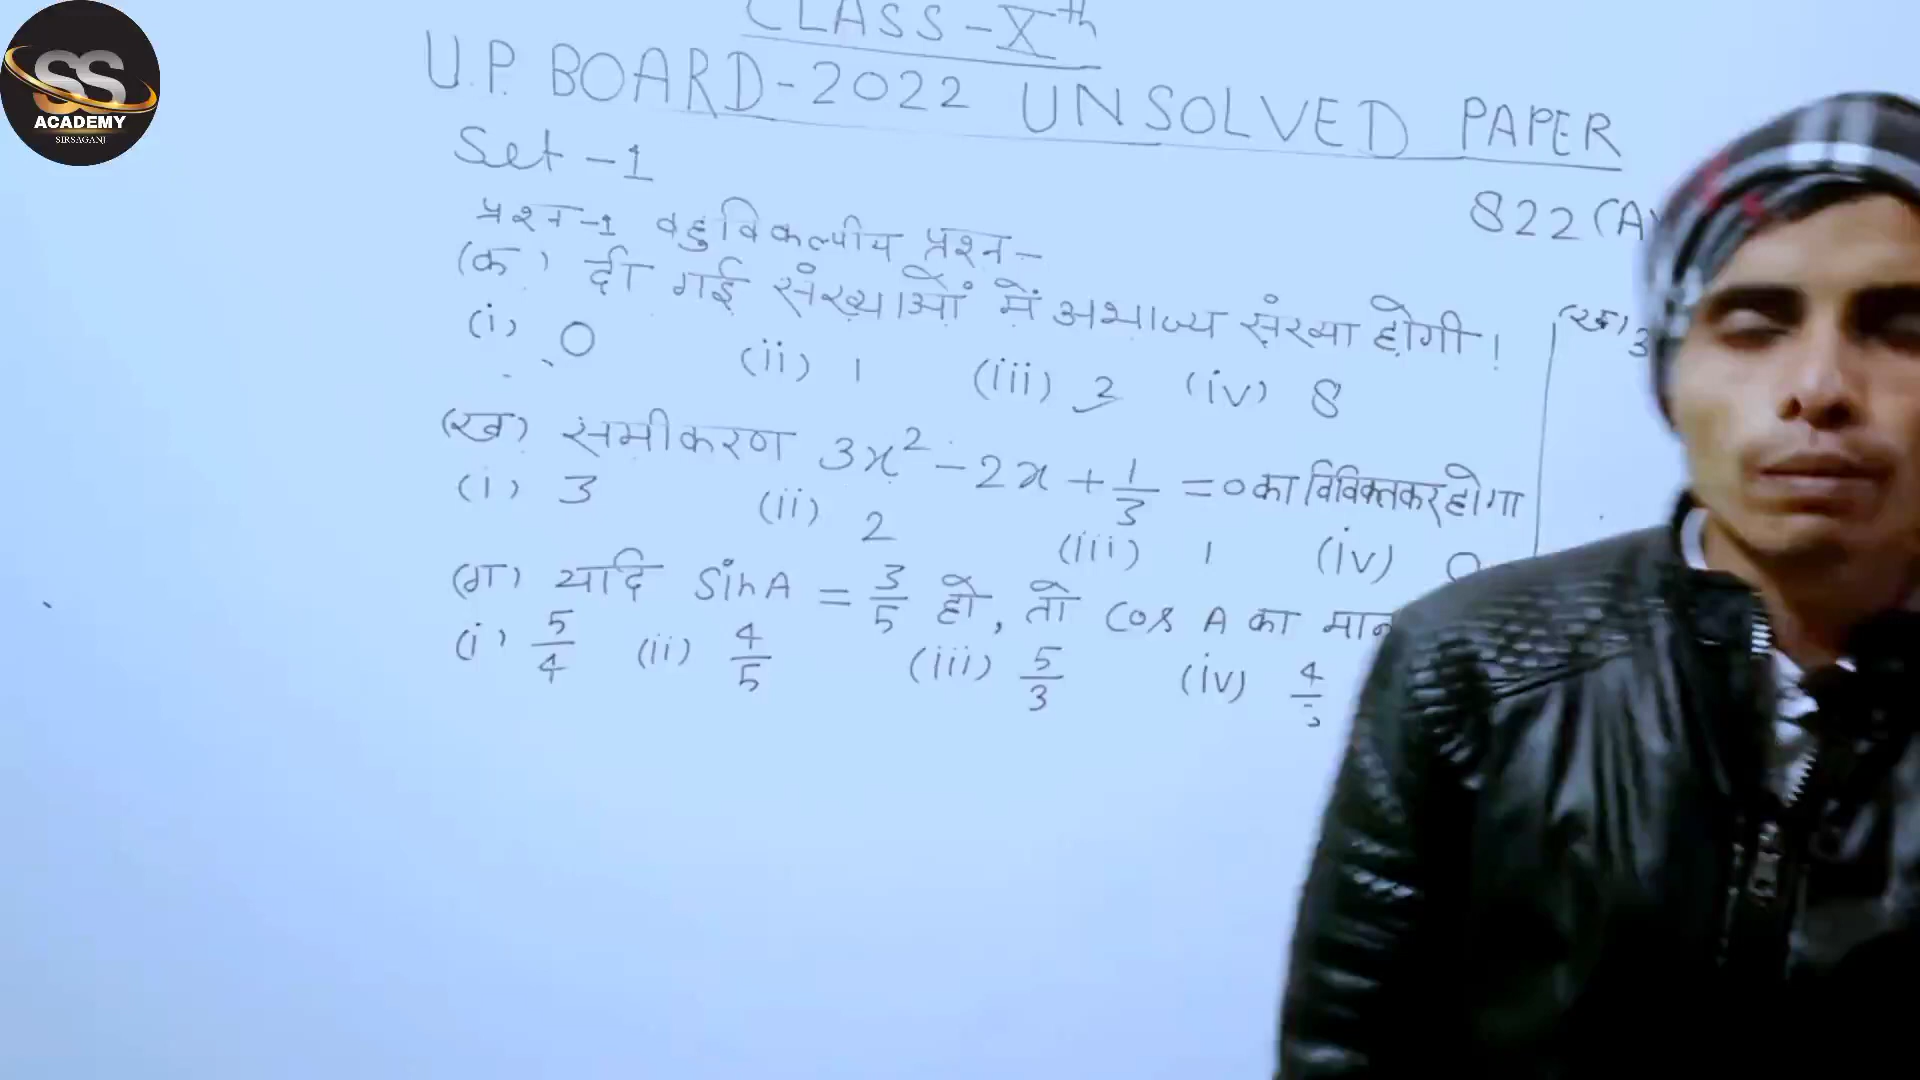 SS
ACADEMY
SIRSAGANJ
CLASS-Xth
U.P. BOARD-2022 UNSOLVED PAPER
Set-1
822(A)
प्रश्न-1 बहुविकल्पीय प्रश्न-
(क) दी गई संख्याओं में अभाज्य संख्या होगी।
(i) 0 (ii) 1 (iii) 3 (iv) 8
(ख) समीकरण 3x² - 2x + 1/3 = 0 का विविक्तकर होगा
(i) 3 (ii) 2 (iii) 1 (iv) 0
(ग) यदि sin A = 3/5 हो, तो cos A का मान
(i) 5/4 (ii) 4/5 (iii) 5/3 (iv) 4/
(ख) 3